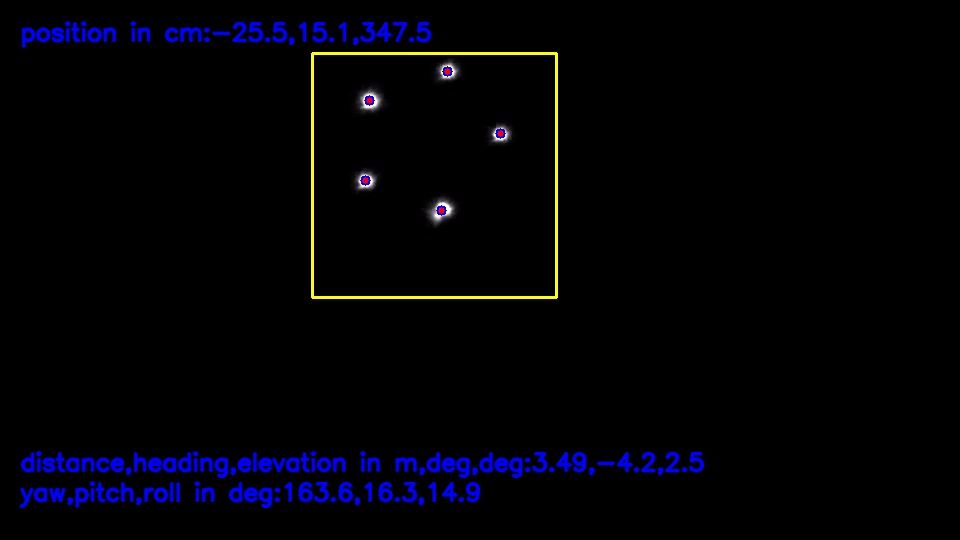 position in cm:-25.5,15.1,347.5
distance,heading,elevation in m,deg,deg:3.49,-4.2,2.5
yaw,pitch,roll in deg:163.6,16.3,14.9